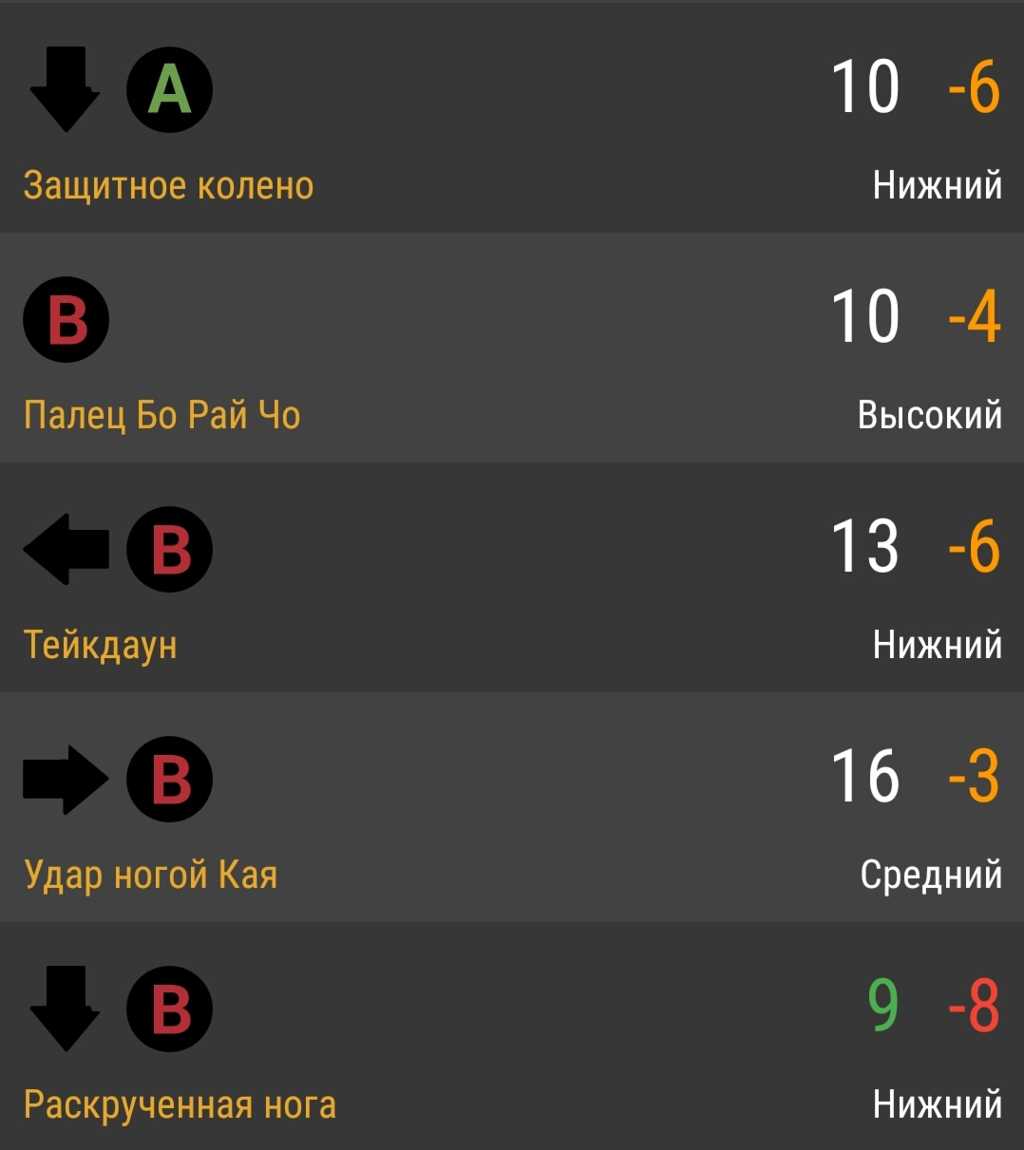 A 10 -6
Защитное колено Нижний
B 10 -4
Палец Бо Рай Чо Высокий
B 13 -6
Тейкдаун Нижний
B 16 -3
Удар ногой Кая Средний
B 9 -8
Раскрученная нога Нижний